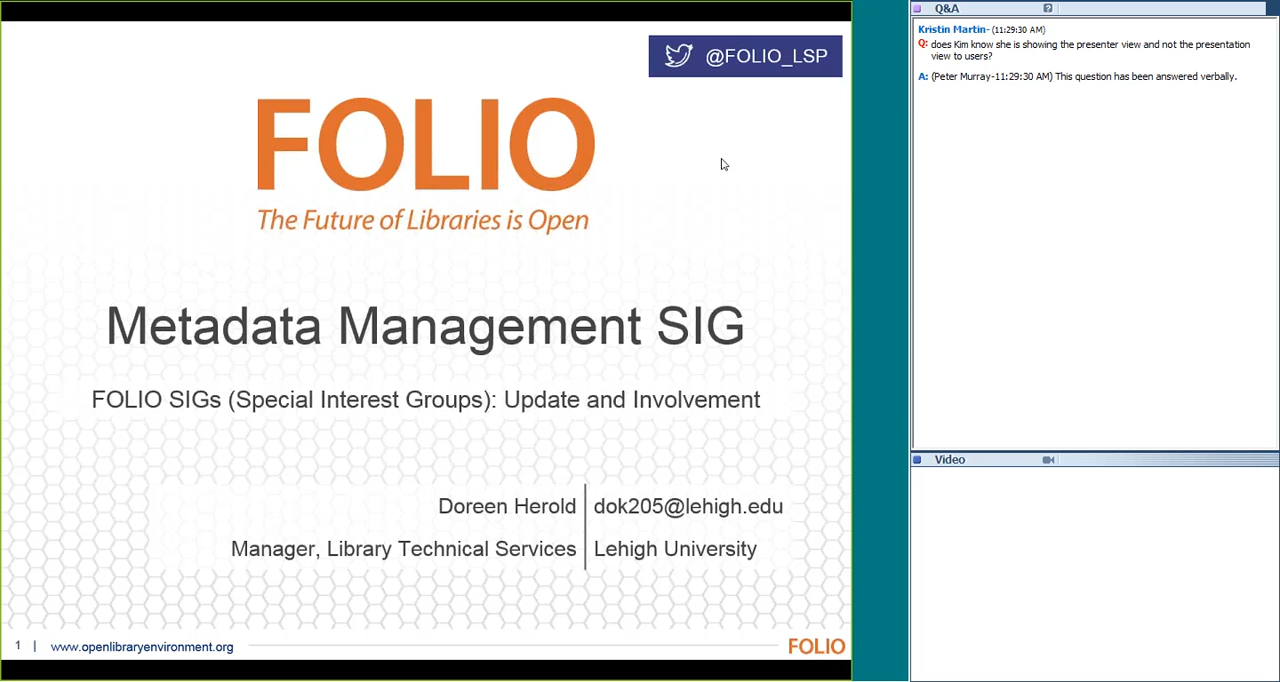 @FOLIO_LSP
FOLIO
The Future of Libraries is Open
Metadata Management SIG
FOLIO SIGs (Special Interest Groups): Update and Involvement
Doreen Herold
dok205@lehigh.edu
Manager, Library Technical Services
Lehigh University
1 | www.openlibraryenvironment.org
FOLIO
Q&A
?
Kristin Martin- (11:29:30 AM)
Q: does Kim know she is showing the presenter view and not the presentation
view to users?
A: (Peter Murray-11:29:30 AM) This question has been answered verbally.
Video